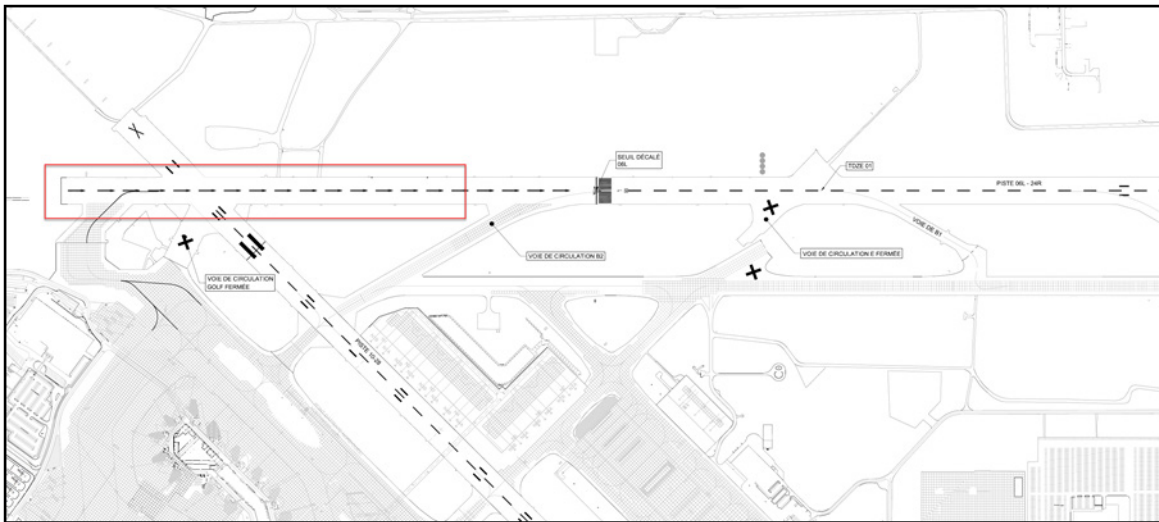 SEUIL DÉCALÉ
06L
TDZE 01
PISTE 06L - 24R
VOIE DE B1
VOIE DE CIRCULATION B2
VOIE DE CIRCULATION E FERMÉE
VOIE DE CIRCULATION
GOLF FERMÉE
PISTE 10-28